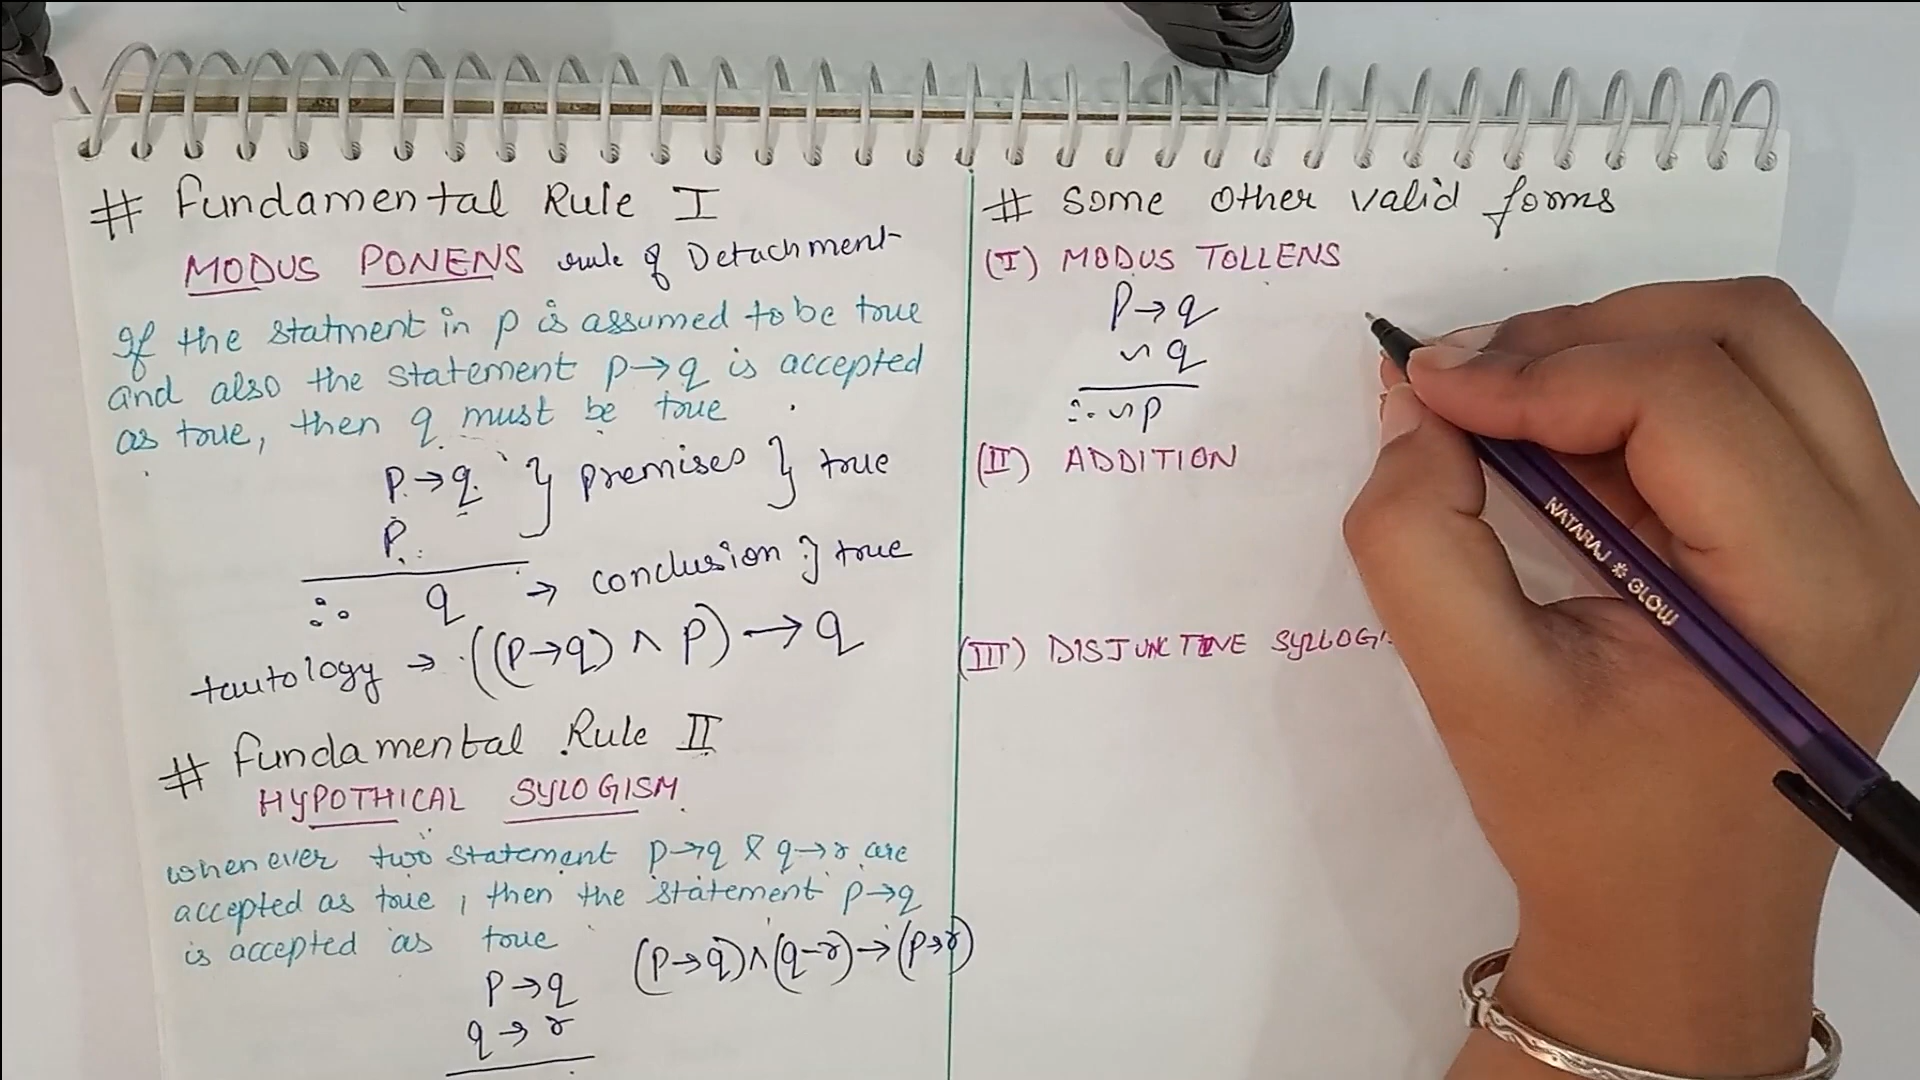 # Fundamental Rule I
MODUS PONENS rule of Detachment
If the statment in p is assumed to be true
and also the statement p→q is accepted
as true, then q must be true
p→q } premises } true
p
∴ q → conclusion } true
tautology → ((p→q) ∧ p) → q
# Fundamental Rule II
HYPOTHICAL SYLOGISM
whenever two statement p→q & q→r are
accepted as true, then the statement p→q
is accepted as true
(p→q)∧(q-r)→(p→r)
p→q
q→r
# Some Other valid forms
(I) MODUS TOLLENS
p→q
~q
∴ ~p
(II) ADDITION
(III) DISJUNCTIVE SYLLOGI
NATARAJ * GLOW